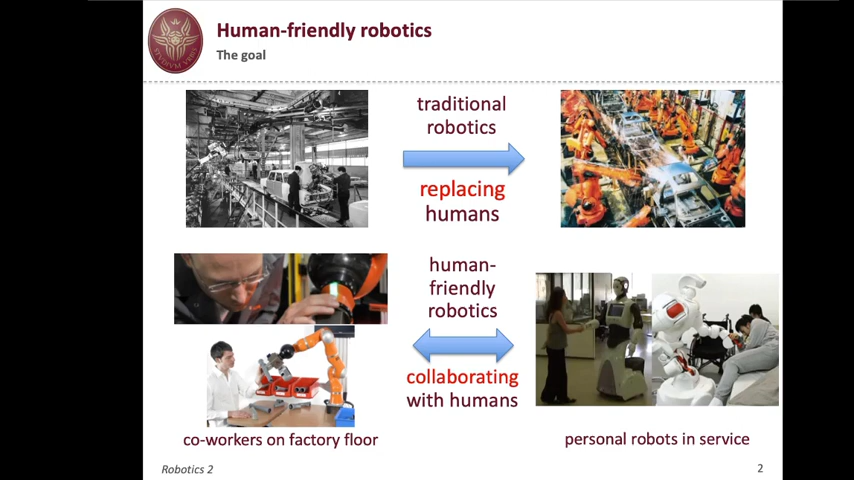 Human-friendly robotics
The goal
traditional
robotics
replacing
humans
human-
friendly
robotics
collaborating
with humans
co-workers on factory floor
personal robots in service
Robotics 2
2